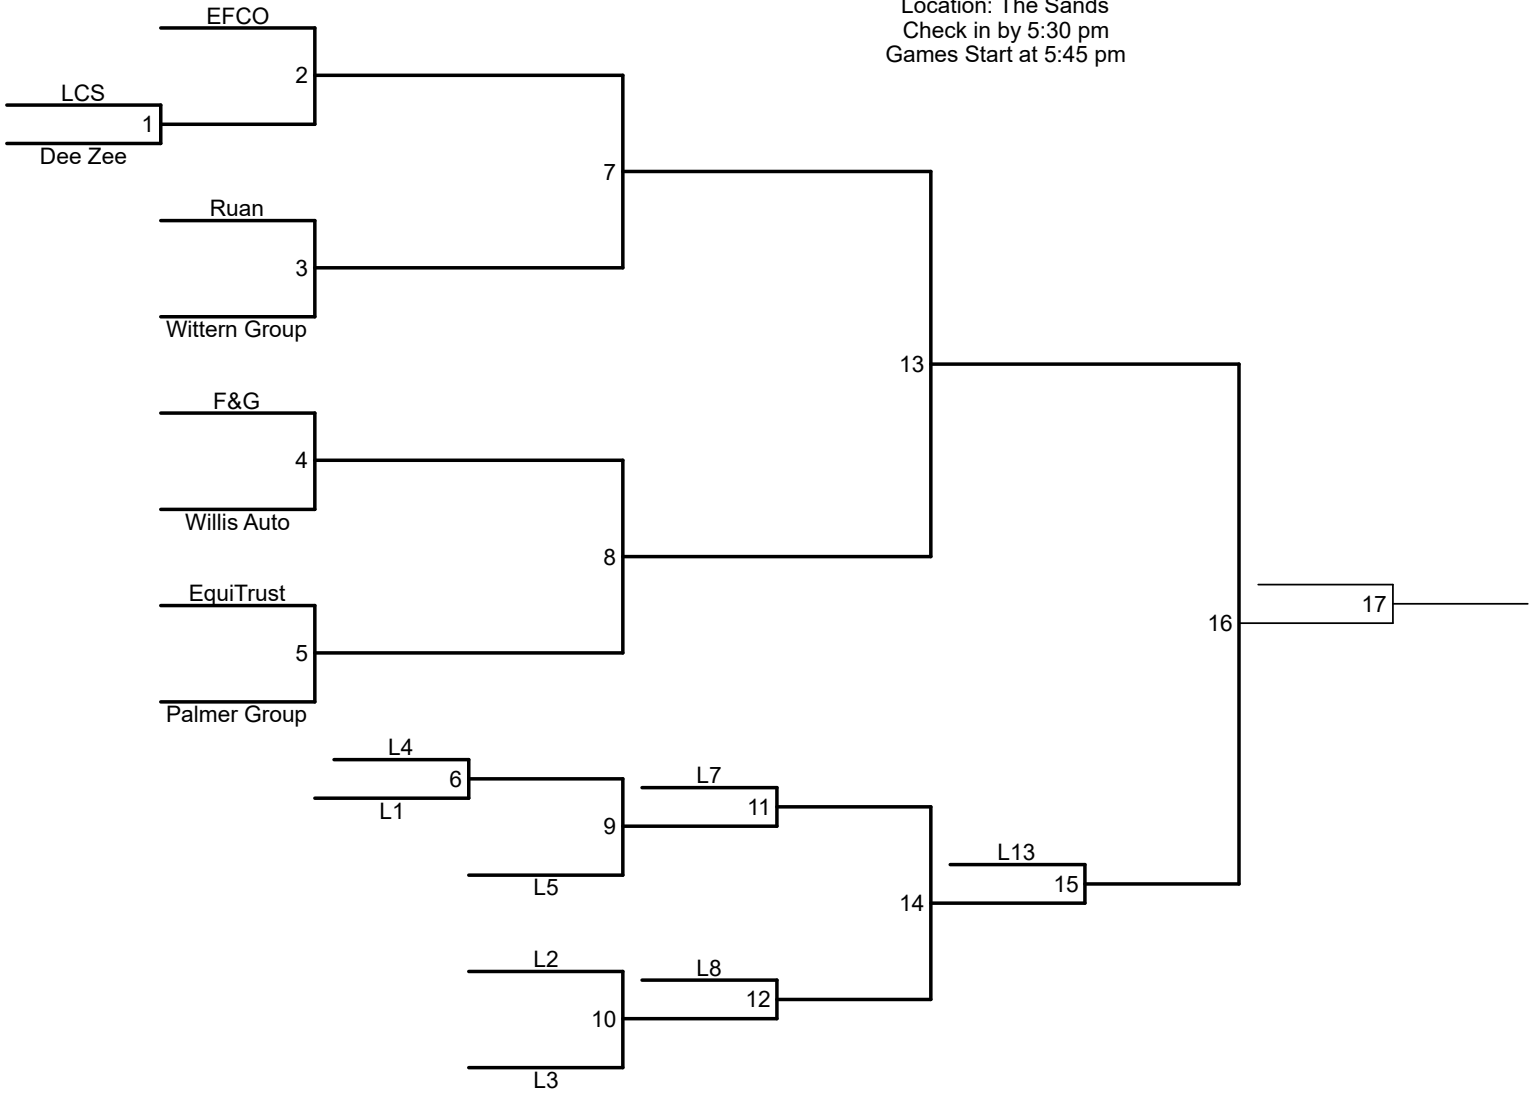 Location: The Sands
Check in by 5:30 pm
Games Start at 5:45 pm
EFCO
2
LCS
1
Dee Zee
7
Ruan
3
Wittern Group
13
F&G
4
Willis Auto
8
EquiTrust
17
16
5
Palmer Group
L4
6
L7
L1
11
9
L13
15
L5
14
L2
L8
12
10
L3